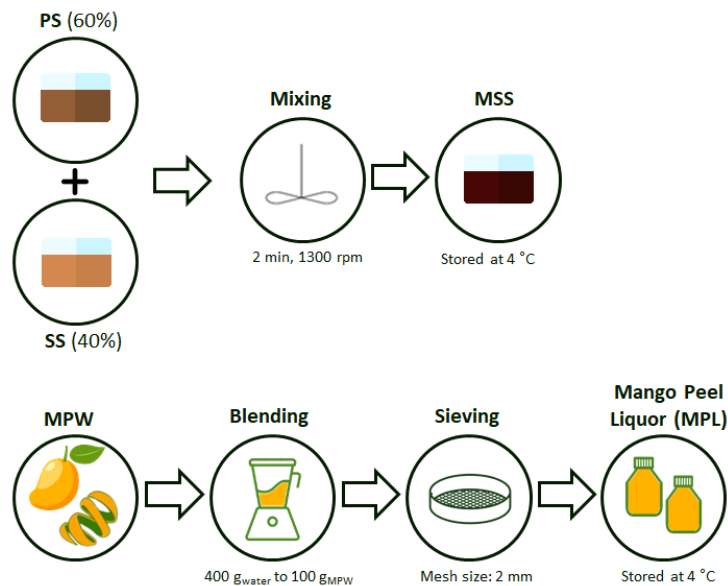 PS (60%)
+
SS (40%)
Mixing
2 min, 1300 rpm
MSS
Stored at 4 °C
MPW
Blending
400 gwater to 100 gMPW
Sieving
Mesh size: 2 mm
Mango Peel
Liquor (MPL)
Stored at 4 °C